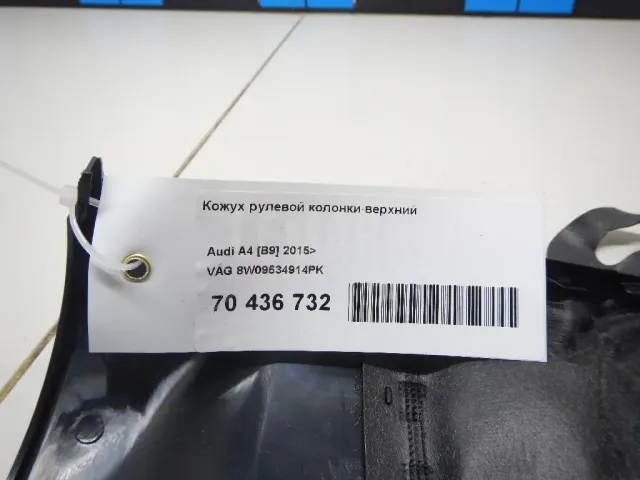 Кожух рулевой колонки верхний
Audi A4 [B9] 2015>
VAG 8W09534914PK
70 436 732